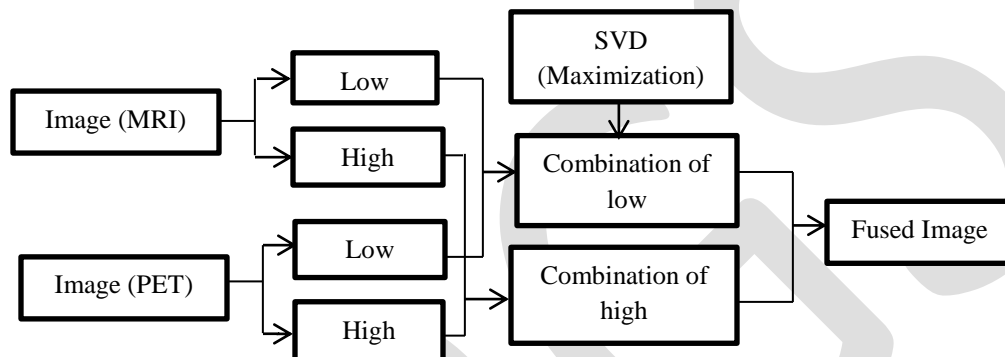 SVD
(Maximization)
Low
Image (MRI)
High
Combination of
low
Fused Image
Low
Image (PET)
Combination of
high
High